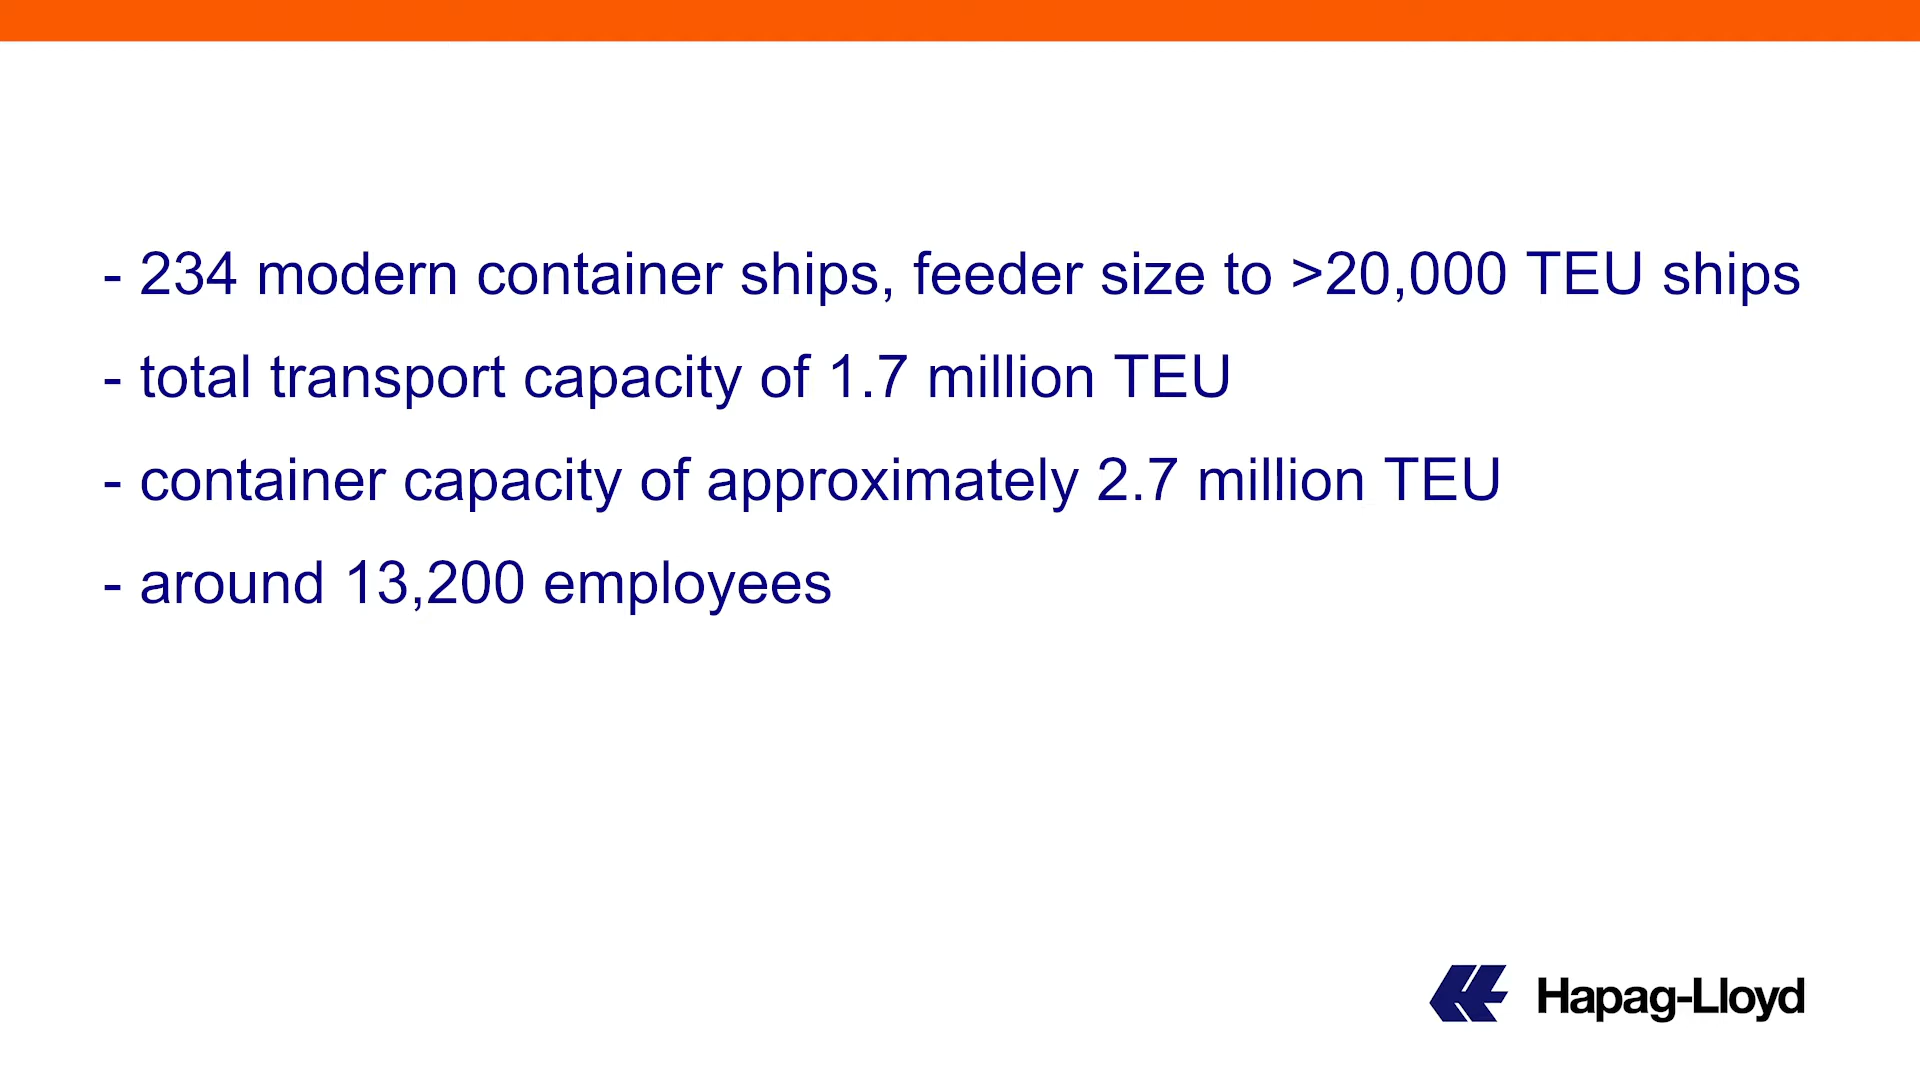 - 234 modern container ships, feeder size to >20,000 TEU ships
- total transport capacity of 1.7 million TEU
- container capacity of approximately 2.7 million TEU
- around 13,200 employees
Hapag-Lloyd